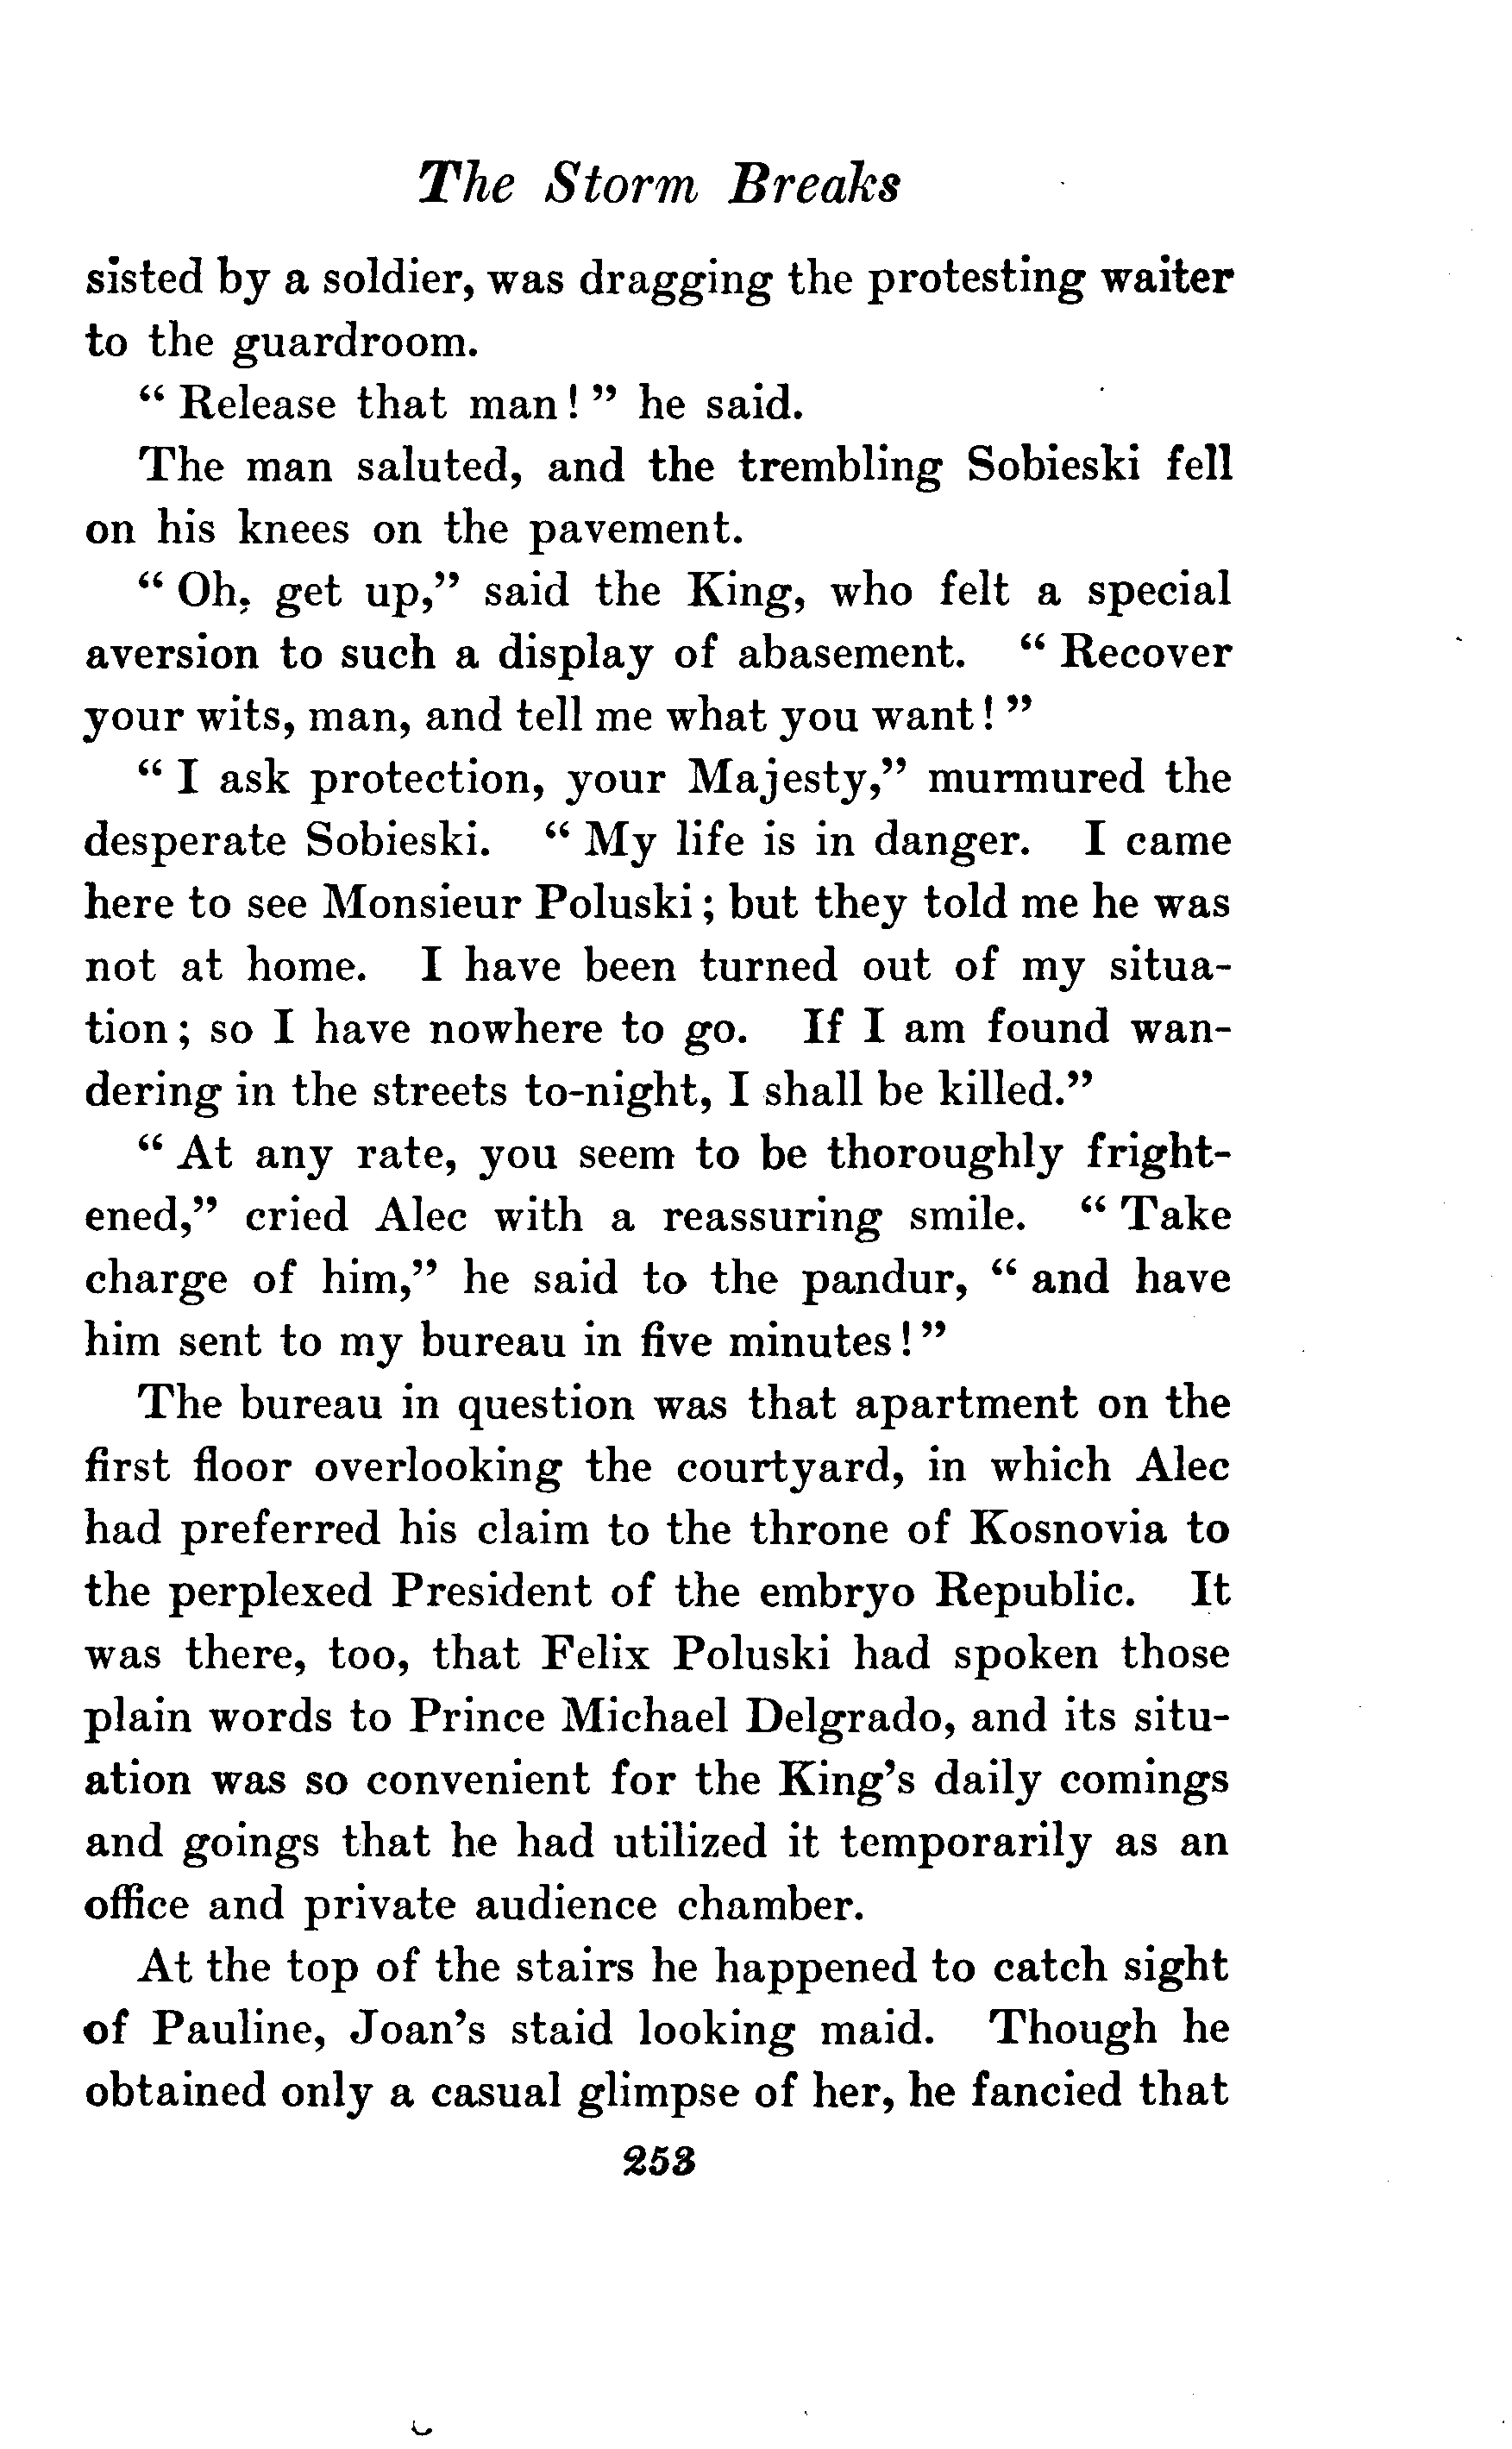 The Storm Breaks
sisted by a soldier, was dragging the protesting waiter
to the guardroom.
“ Release that man! ” he said.
The man saluted, and the trembling Sobieski fell
on his knees on the pavement.
“ Oh, get up,” said the King, who felt a special
aversion to such a display of abasement. “ Recover
your wits, man, and tell me what you want! ”
“ I ask protection, your Majesty,” murmured the
desperate Sobieski. “ My life is in danger. I came
here to see Monsieur Poluski; but they told me he was
not at home. I have been turned out of my situa-
tion; so I have nowhere to go. If I am found wan-
dering in the streets to-night, I shall be killed.”
“ At any rate, you seem to be thoroughly fright-
ened,” cried Alec with a reassuring smile. “ Take
charge of him,” he said to the pandur, “ and have
him sent to my bureau in five minutes! ”
The bureau in question was that apartment on the
first floor overlooking the courtyard, in which Alec
had preferred his claim to the throne of Kosnovia to
the perplexed President of the embryo Republic. It
was there, too, that Felix Poluski had spoken those
plain words to Prince Michael Delgrado, and its situ-
ation was so convenient for the King’s daily comings
and goings that he had utilized it temporarily as an
office and private audience chamber.
At the top of the stairs he happened to catch sight
of Pauline, Joan’s staid looking maid. Though he
obtained only a casual glimpse of her, he fancied that
253